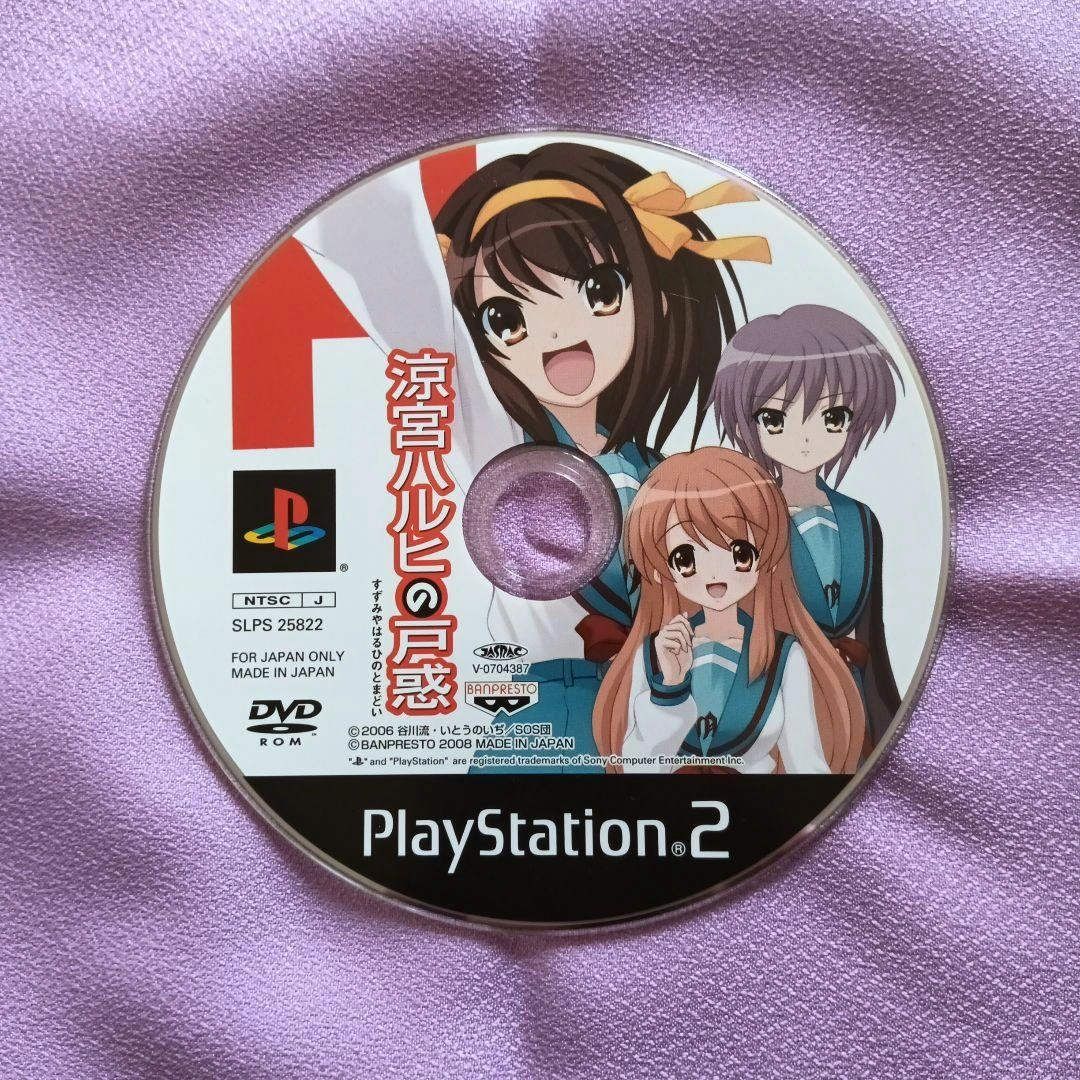 涼宮ハルヒの戸惑
すずみやはるひのとまどい
®
NTSC J
SLPS 25822
FOR JAPAN ONLY
MADE IN JAPAN
DVD
ROM
JASRAC
V-0704387
BANPRESTO
©2006 谷川流・いとうのいぢ/SOS団
©BANPRESTO 2008 MADE IN JAPAN
" " and "PlayStation" are registered trademarks of Sony Computer Entertainment Inc.
PlayStation®2